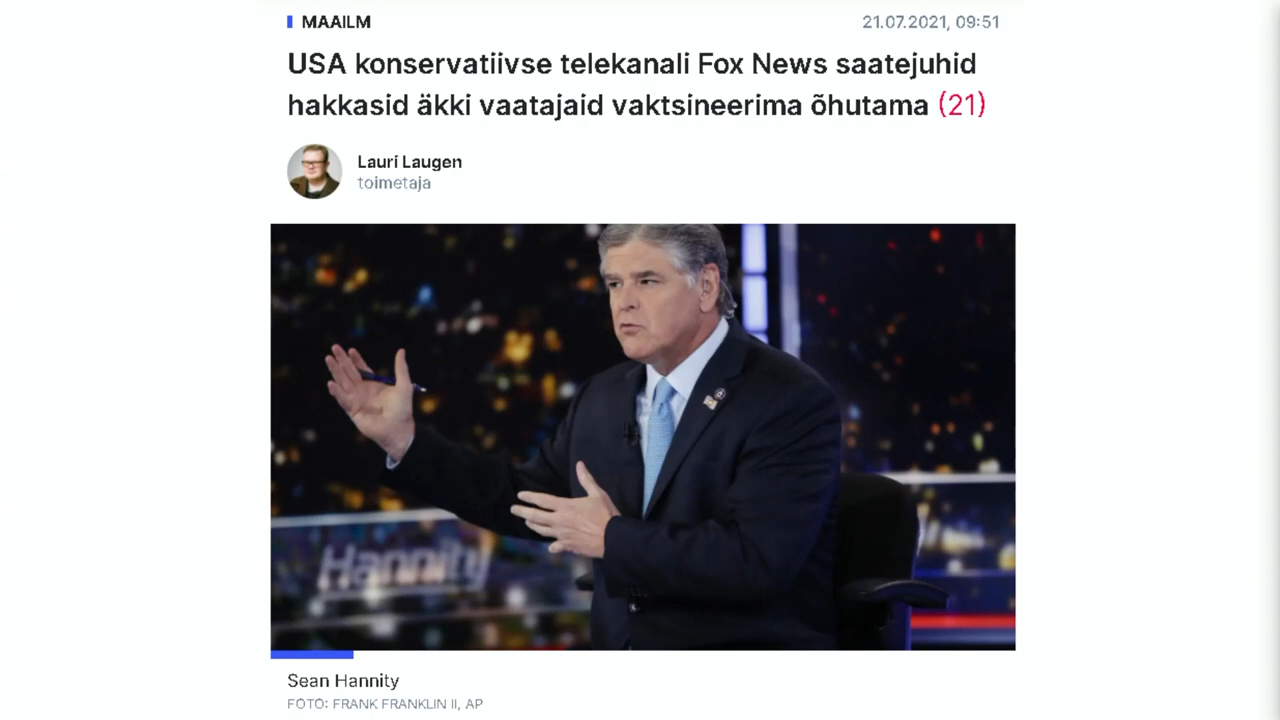 MAAILM
21.07.2021, 09:51
USA konservatiivse telekanali Fox News saatejuhid
hakkasid äkki vaatajaid vaktsineerima õhutama (21)
Lauri Laugen
toimetaja
Hannity
Sean Hannity
FOTO: FRANK FRANKLIN II, AP